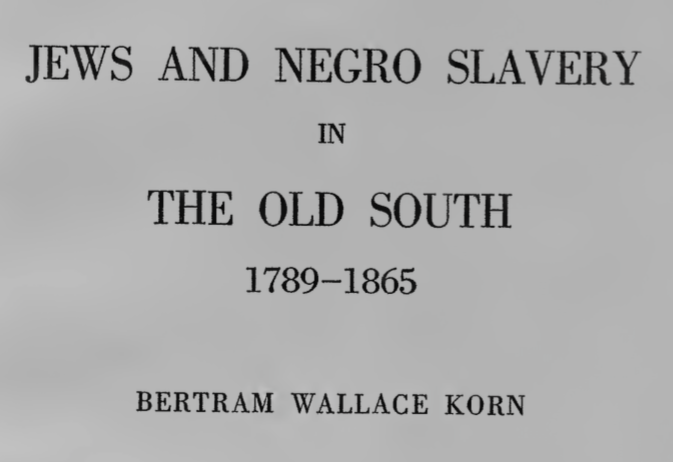 JEWS AND NEGRO SLAVERY
IN
THE OLD SOUTH
1789–1865
BERTRAM WALLACE KORN